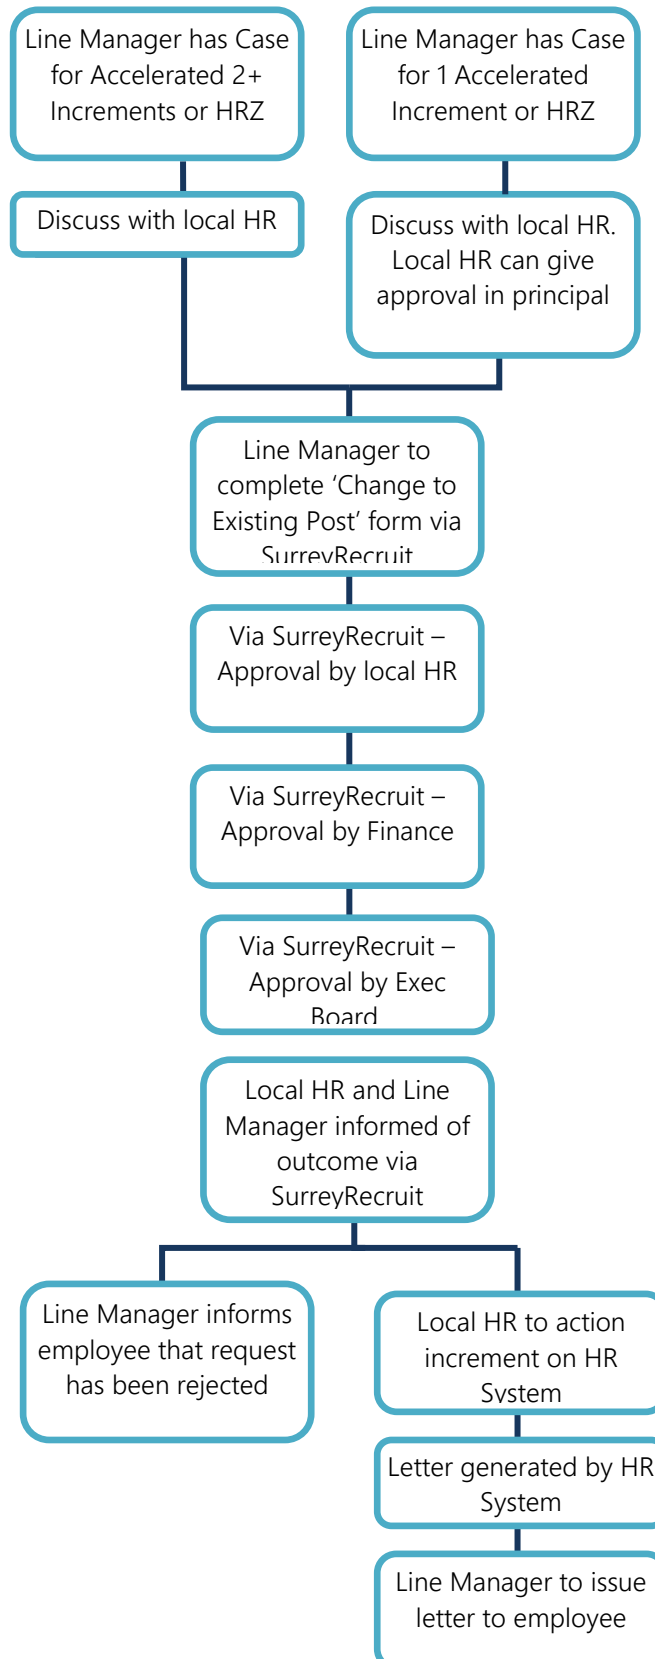 Line Manager has Case
for Accelerated 2+
Increments or HRZ
Line Manager has Case
for 1 Accelerated
Increment or HRZ
Discuss with local HR
Discuss with local HR.
Local HR can give
approval in principal
Line Manager to
complete ‘Change to
Existing Post’ form via
SurreyRecruit
Via SurreyRecruit –
Approval by local HR
Via SurreyRecruit –
Approval by Finance
Via SurreyRecruit –
Approval by Exec
Board
Local HR and Line
Manager informed of
outcome via
SurreyRecruit
Line Manager informs
employee that request
has been rejected
Local HR to action
increment on HR
System
Letter generated by HR
System
Line Manager to issue
letter to employee